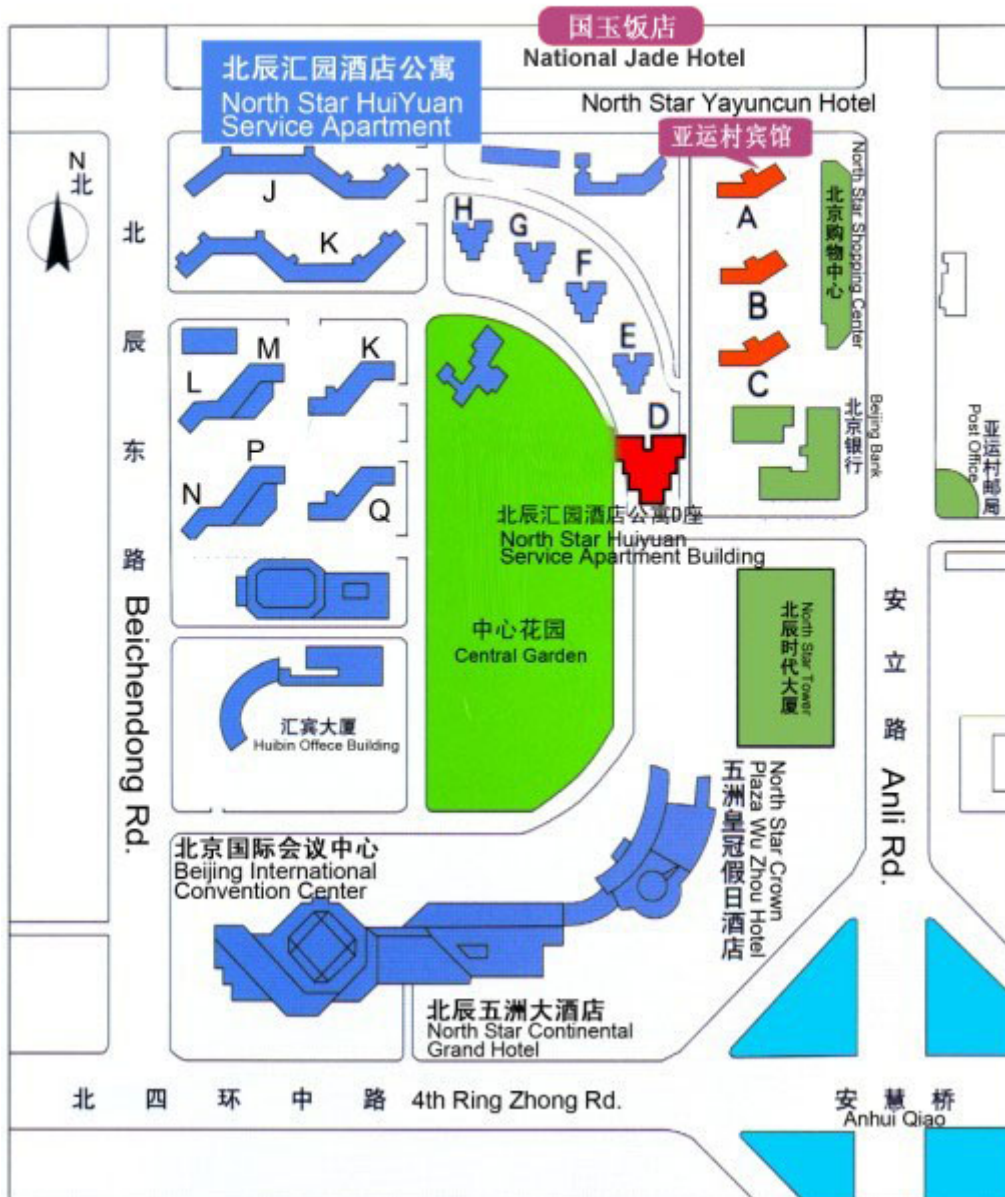 国玉饭店
National Jade Hotel
北辰汇园酒店公寓
North Star HuiYuan
Service Apartment
North Star Yayuncun Hotel
亚运村宾馆
N
北
J
K
H
G
F
E
D
A
B
C
北京购物中心
North Star Shopping Center
L
M
K
N
P
Q
北京银行
Beijing Bank
亚运村邮局
Post Office
北辰汇园酒店公寓D座
North Star Huiyuan
Service Apartment Building
北辰东路
Beichendong Rd.
中心花园
Central Garden
北辰时代大厦
North Star Tower
安立路
Anli Rd.
汇宾大厦
Huibin Offece Building
五洲皇冠假日酒店
North Star Crown
Plaza Wu Zhou Hotel
北京国际会议中心
Beijing International
Convention Center
北辰五洲大酒店
North Star Continental
Grand Hotel
北四环中路 4th Ring Zhong Rd.
安慧桥
Anhui Qiao